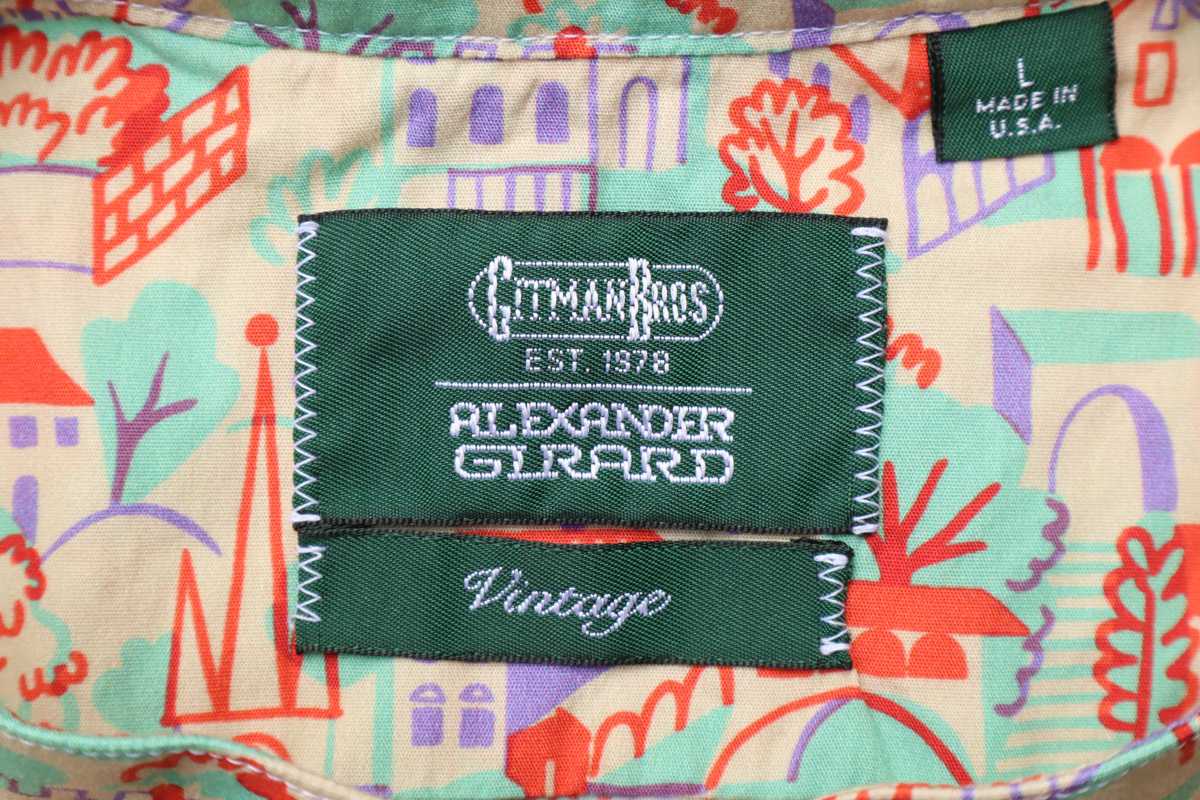 L
MADE IN
U.S.A.
GITMAN BROS
EST. 1978
ALEXANDER
GIRARD
Vintage